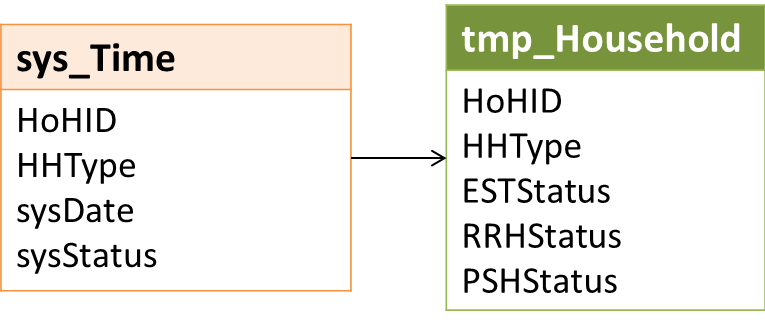 sys_Time
HoHID
HHType
sysDate
sysStatus
tmp_Household
HoHID
HHType
ESTStatus
RRHStatus
PSHStatus